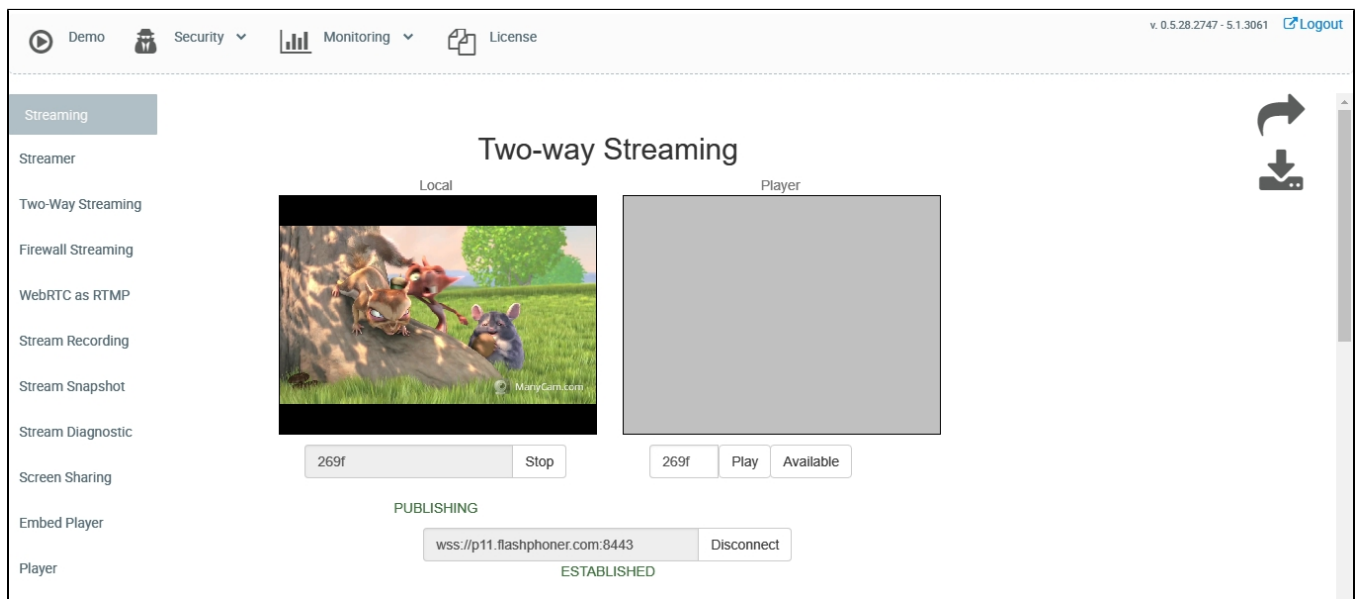 Demo Security Monitoring License
v. 0.5.28.2747 - 5.1.3061 Logout
Streaming
Streamer
Two-Way Streaming
Firewall Streaming
WebRTC as RTMP
Stream Recording
Stream Snapshot
Stream Diagnostic
Screen Sharing
Embed Player
Player
Two-way Streaming
Local
Player
ManyCam.com
269f Stop
269f Play Available
PUBLISHING
wss://p11.flashphoner.com:8443 Disconnect
ESTABLISHED